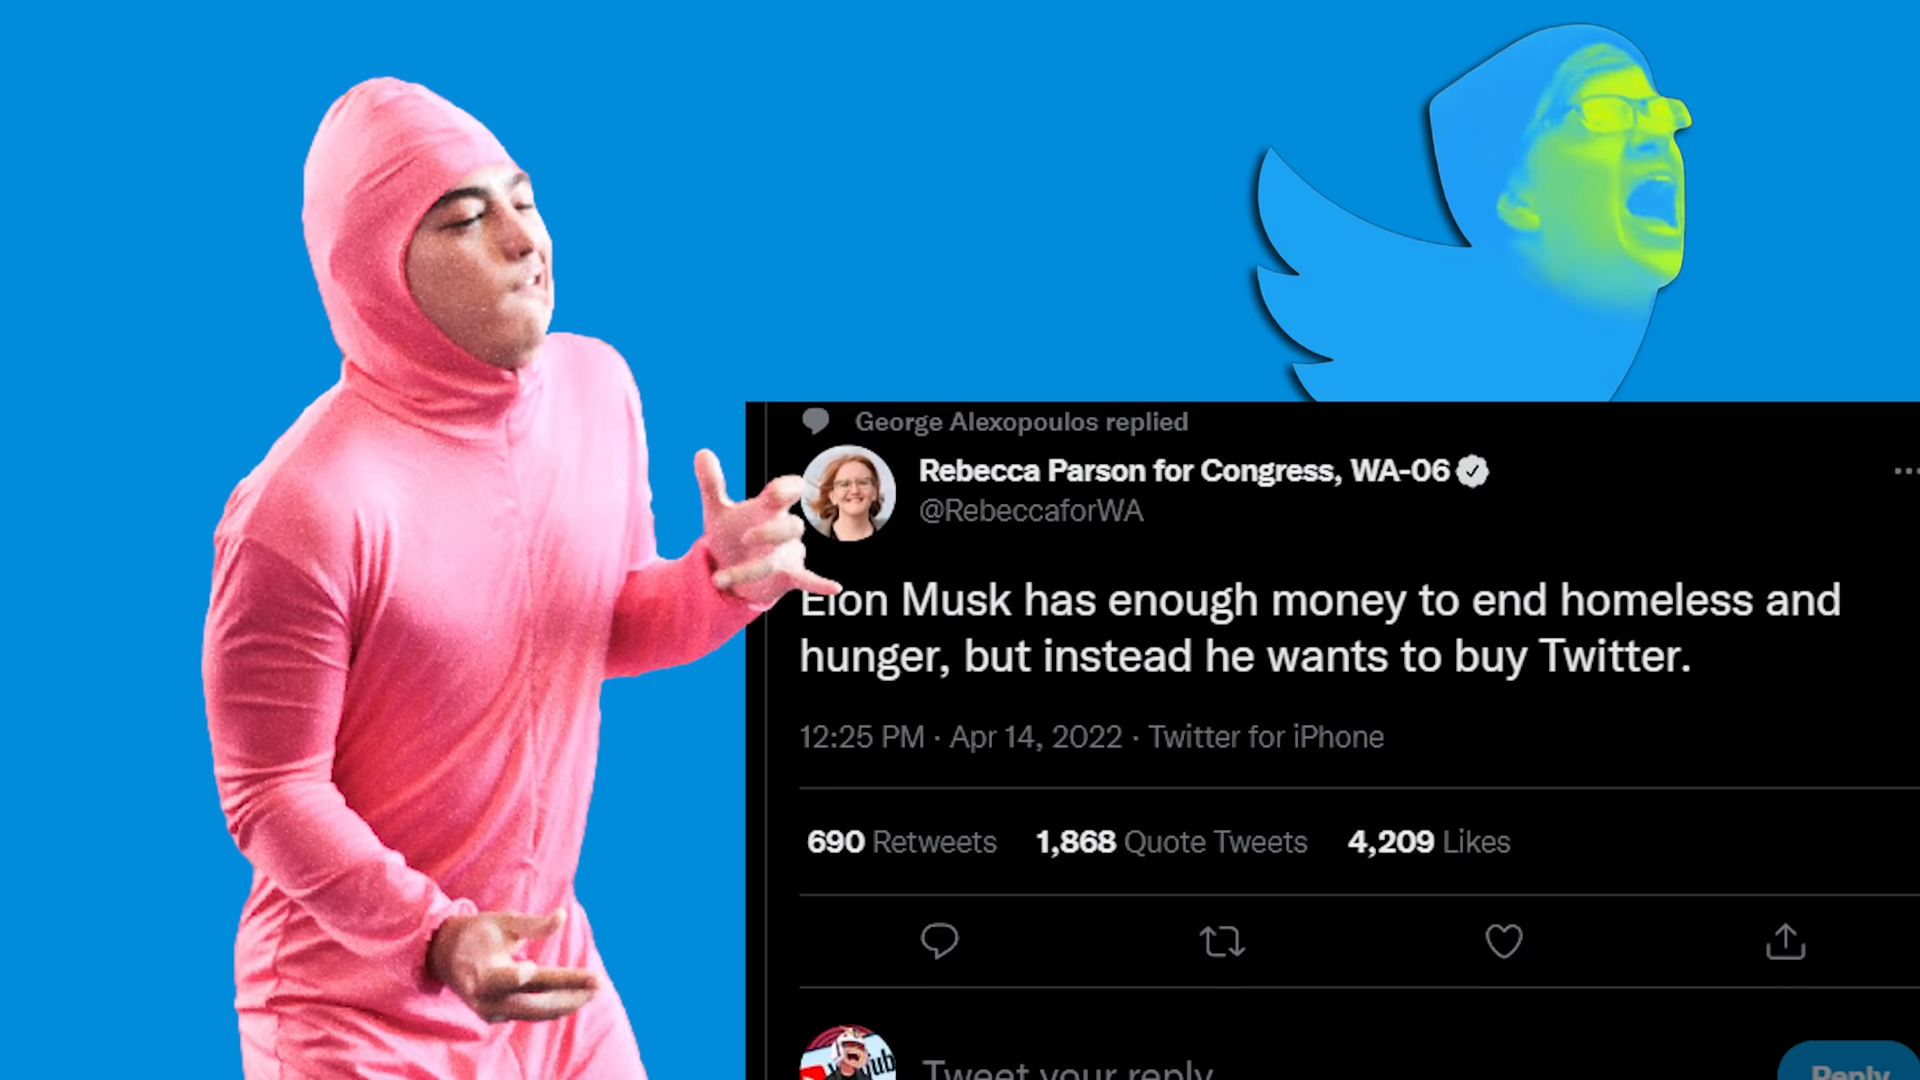 George Alexopoulos replied
Rebecca Parson for Congress, WA-06
@RebeccaforWA
Elon Musk has enough money to end homeless and
hunger, but instead he wants to buy Twitter.
12:25 PM · Apr 14, 2022 · Twitter for iPhone
690 Retweets 1,868 Quote Tweets 4,209 Likes
Tweet your reply
Reply